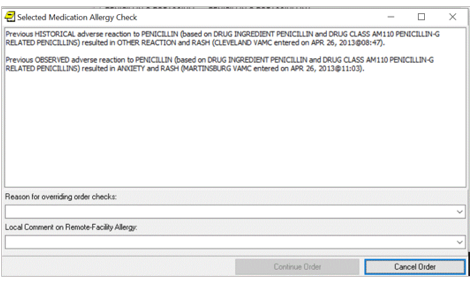 Selected Medication Allergy Check
Previous HISTORICAL adverse reaction to PENICILLIN (based on DRUG INGREDIENT PENICILLIN and DRUG CLASS AM110 PENICILLIN-G
RELATED PENICILLINS) resulted in OTHER REACTION and RASH (CLEVELAND VAMC entered on APR 26, 2013@08:47).
Previous OBSERVED adverse reaction to PENICILLIN (based on DRUG INGREDIENT PENICILLIN and DRUG CLASS AM110 PENICILLIN-G
RELATED PENICILLINS) resulted in ANXIETY and RASH (MARTINSBURG VAMC entered on APR 26, 2013@11:03).
Reason for overriding order checks:
Local Comment on Remote-Facility Allergy:
Continue Order
Cancel Order